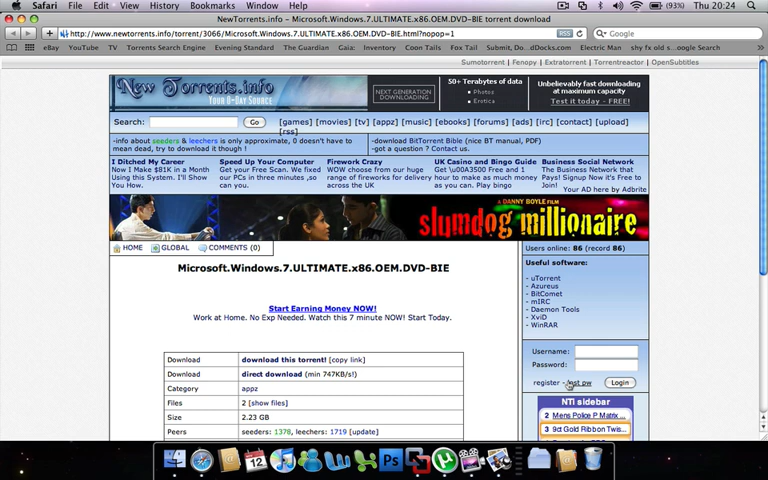 Safari File Edit View History Bookmarks Window Help (93%) Thu 20:24
NewTorrents.info – Microsoft.Windows.7.ULTIMATE.x86.OEM.DVD-BIE torrent download
http://www.newtorrents.info/torrent/3066/Microsoft.Windows.7.ULTIMATE.x86.OEM.DVD-BIE.html?nopop=1 RSS Google
eBay YouTube TV Torrents Search Engine Evening Standard The Guardian Gaia: Inventory Coon Tails Fox Tail Submit, Do...dDocks.com Electric Man shy fox od s...oogle Search
Sumotorrent | Fenopy | Extratorrent | Torrentreactor | OpenSubtitles
New Torrents.info
YOUR 0-DAY SOURCE
NEXT GENERATION
DOWNLOADING
50+ Terabytes of data
• Photos
• Erotica
Unbelievably fast downloading
at maximum capacity
Test it today - FREE!
Search: Go [games] [movies] [tv] [appz] [music] [ebooks] [forums] [ads] [irc] [contact] [upload]
[rss]
-info about seeders & leechers is only approximate, 0 doesn't have to
mean dead, try to download it though !
-download BitTorrent Bible (nice BT manual, PDF)
-got a question ? Contact us.
I Ditched My Career
Now I Make $81K in a Month
Using this System. I'll Show
You How.
Speed Up Your Computer
Get your Free Scan. We fixed
our PCs in three minutes ,so
can you.
Firework Crazy
WOW choose from our huge
range of fireworks for delivery
across the UK
UK Casino and Bingo Guide
Get \u00A3500 Free and 1
hour to make as much money
as you can. Play bingo
Business Social Network
The Business Network that
Pays! Signup Now it's Free to
Join!
Your AD here by Adbrite
A DANNY BOYLE FILM
slumdog millionaire
HOME GLOBAL COMMENTS (0)
Users online: 86 (record 86)
Microsoft.Windows.7.ULTIMATE.x86.OEM.DVD-BIE
Start Earning Money NOW!
Work at Home. No Exp Needed. Watch this 7 minute NOW! Start Today.
Download download this torrent! [copy link]
Download direct download (min 747KB/s!)
Category appz
Files 2 [show files]
Size 2.23 GB
Peers seeders: 1378, leechers: 1719 [update]
Useful software:
- uTorrent
- Azureus
- BitComet
- mIRC
- Daemon Tools
- XviD
- WinRAR
Username:
Password:
register - lost pw Login
NTi sidebar
2 Mens Police P Matrix ...
3 9ct Gold Ribbon Twis...